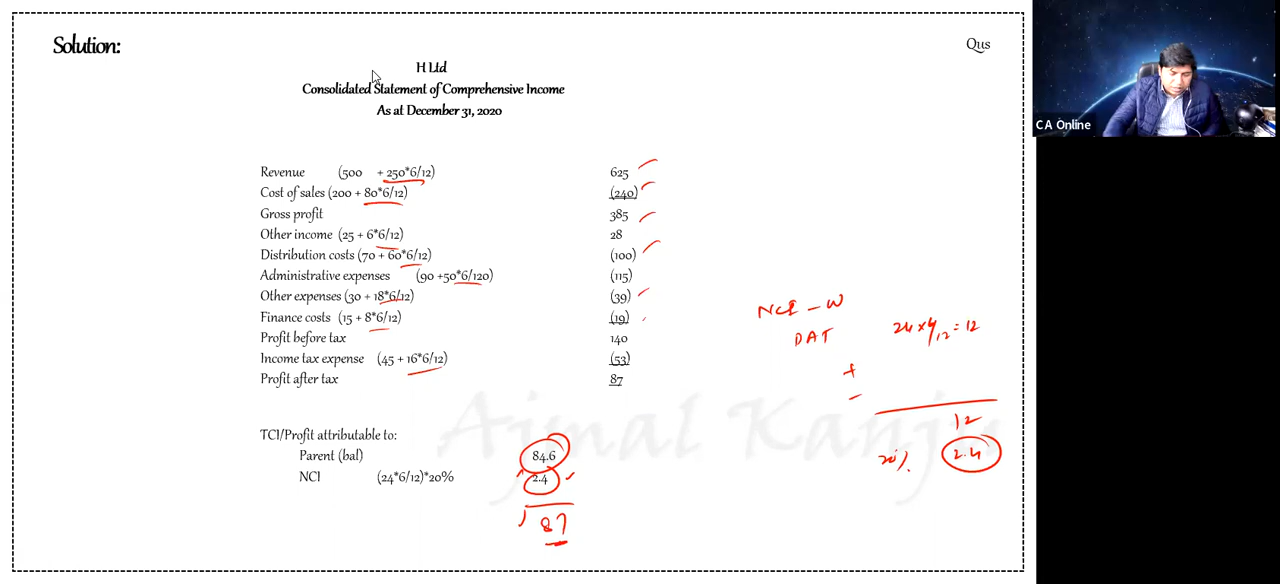 Solution:
Qus
H Ltd
Consolidated Statement of Comprehensive Income
As at December 31, 2020
Revenue (500 + 250*6/12) 625
Cost of sales (200 + 80*6/12) (240)
Gross profit 385
Other income (25 + 6*6/12) 28
Distribution costs (70 + 60*6/12) (100)
Administrative expenses (90 +50*6/120) (115)
Other expenses (30 + 18*6/12) (39)
Finance costs (15 + 8*6/12) (19)
Profit before tax 140
Income tax expense (45 + 16*6/12) (53)
Profit after tax 87
TCI/Profit attributable to:
Parent (bal) 84.6
NCI (24*6/12)*20% 2.4
87
NCI - W
PAT 24 x 6/12 = 12
+
-
12
20% 2.4
Ajmal Kanju
CA Online